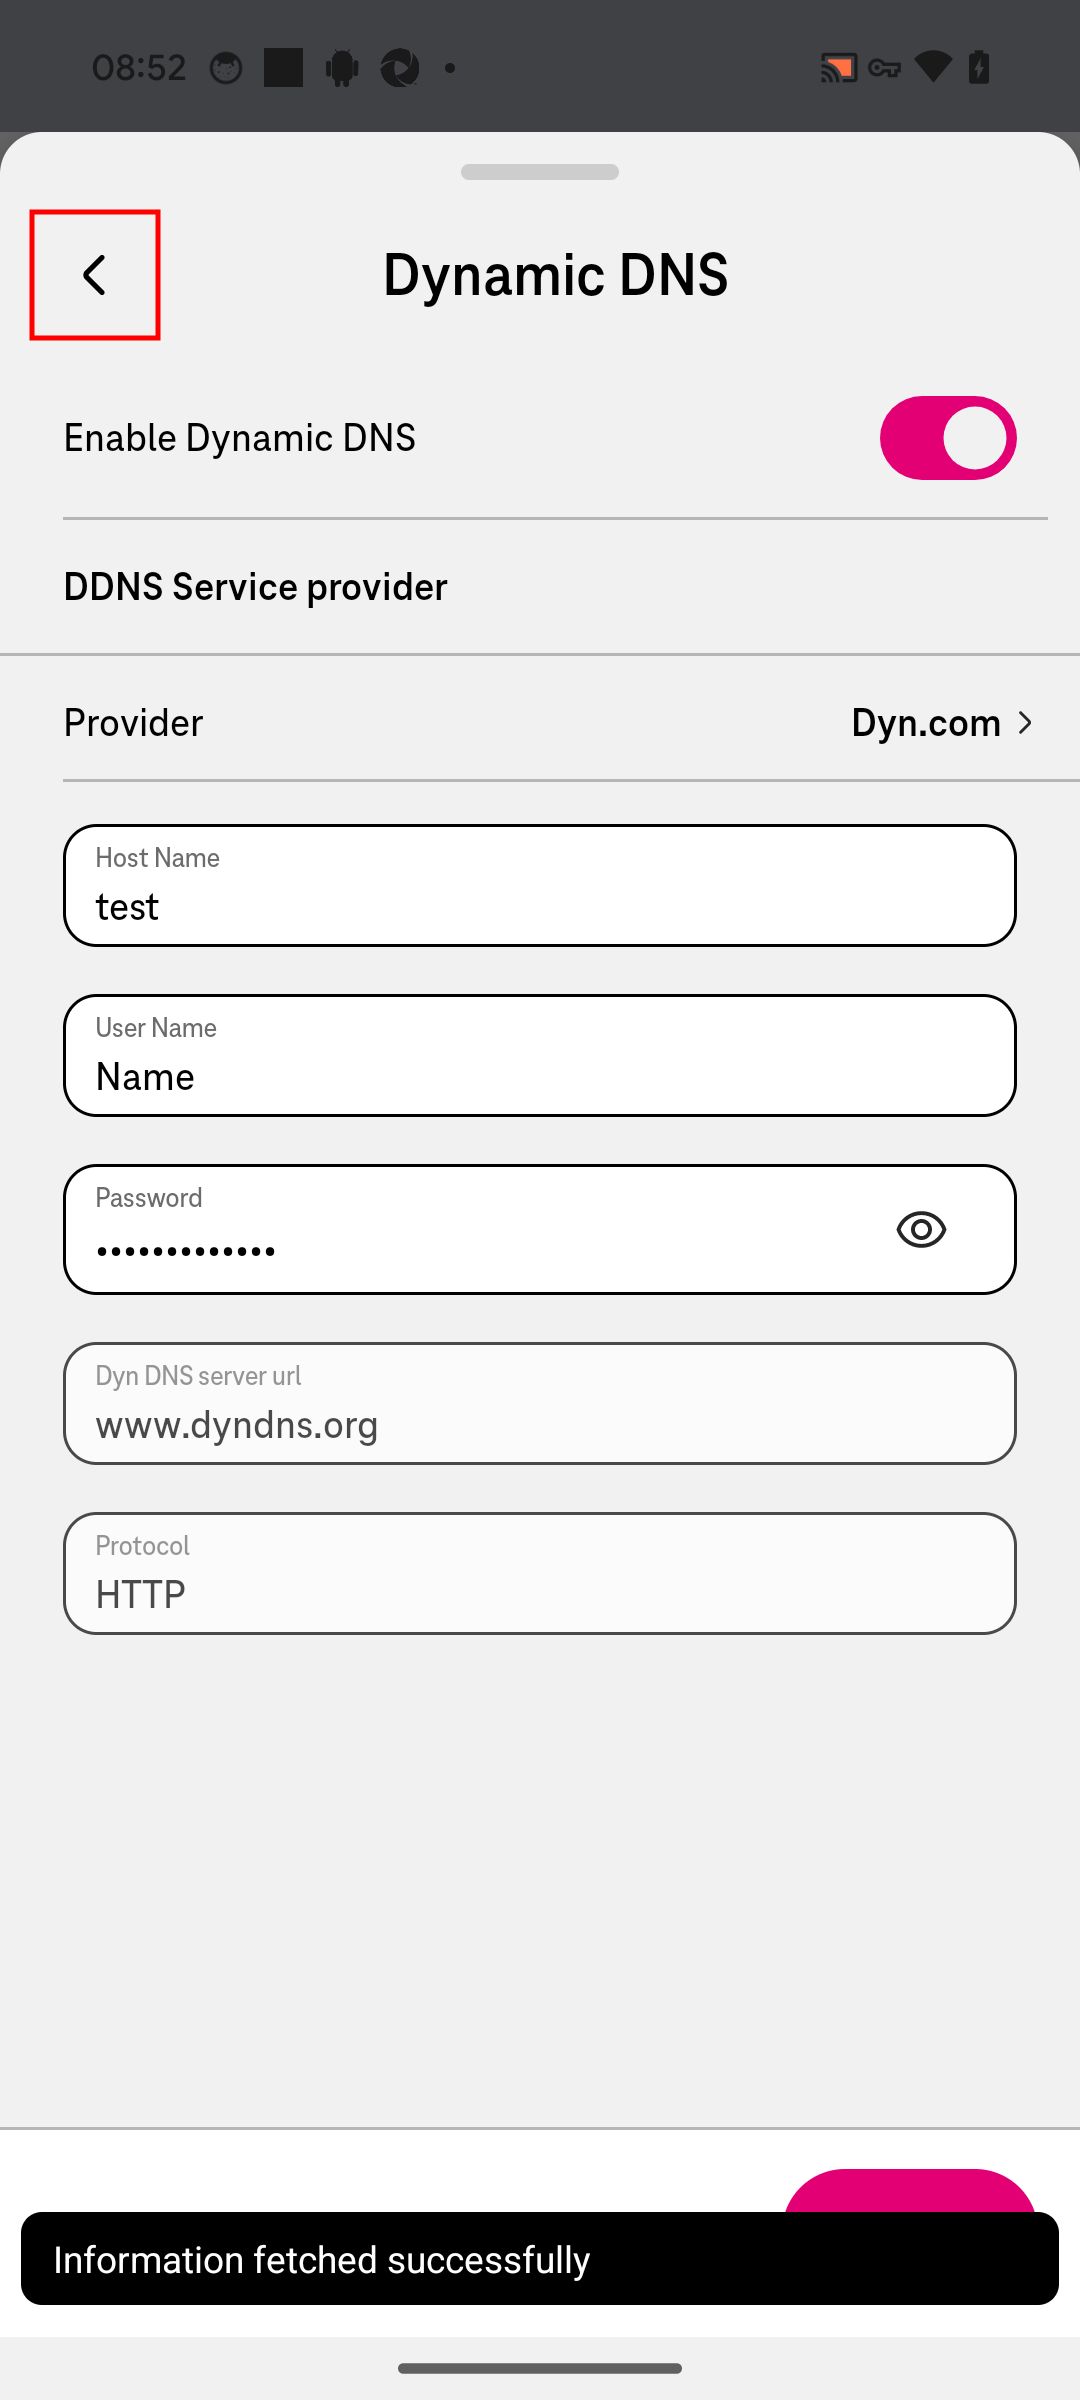 08:52
Dynamic DNS
Enable Dynamic DNS
DDNS Service provider
Provider
Dyn.com
Host Name
test
User Name
Name
Password
•••••••••••••
Dyn DNS server url
www.dyndns.org
Protocol
HTTP
Information fetched successfully